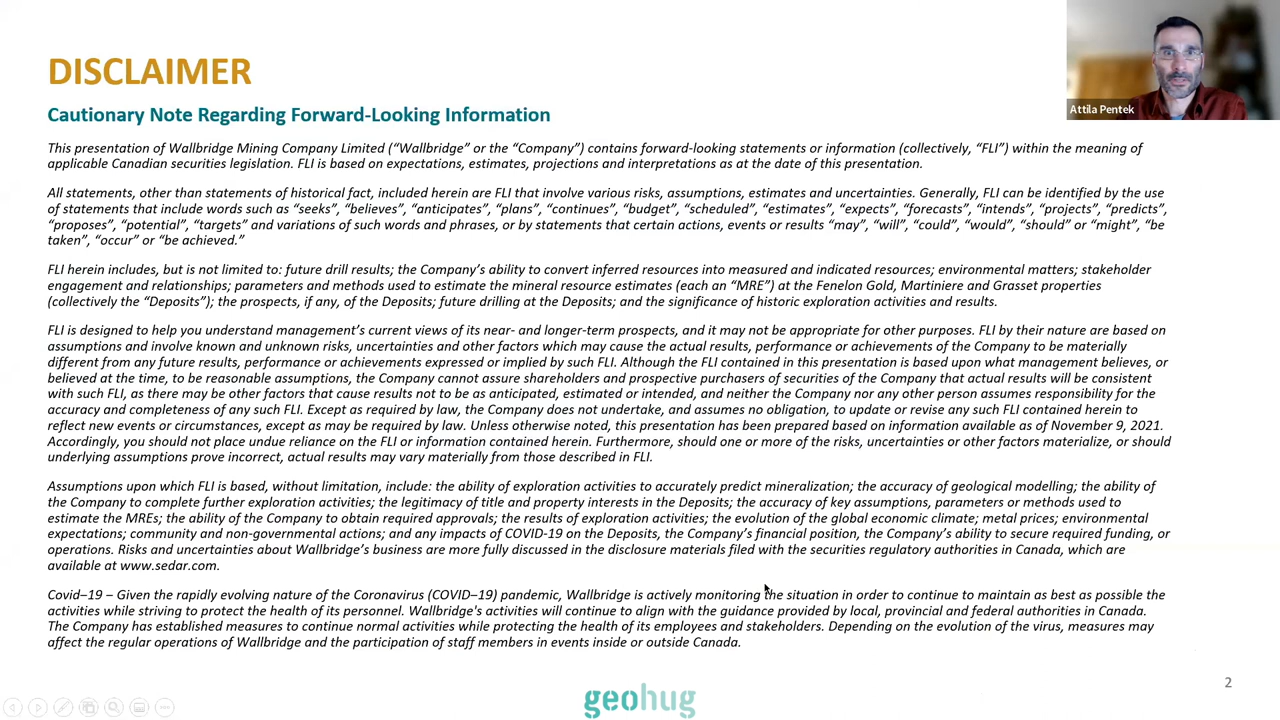 DISCLAIMER
Attila Pentek
Cautionary Note Regarding Forward-Looking Information
This presentation of Wallbridge Mining Company Limited (“Wallbridge” or the “Company”) contains forward-looking statements or information (collectively, “FLI”) within the meaning of
applicable Canadian securities legislation. FLI is based on expectations, estimates, projections and interpretations as at the date of this presentation.
All statements, other than statements of historical fact, included herein are FLI that involve various risks, assumptions, estimates and uncertainties. Generally, FLI can be identified by the use
of statements that include words such as “seeks”, “believes”, “anticipates”, “plans”, “continues”, “budget”, “scheduled”, “estimates”, “expects”, “forecasts”, “intends”, “projects”, “predicts”,
“proposes”, “potential”, “targets” and variations of such words and phrases, or by statements that certain actions, events or results “may”, “will”, “could”, “would”, “should” or “might”, “be
taken”, “occur” or “be achieved.”
FLI herein includes, but is not limited to: future drill results; the Company’s ability to convert inferred resources into measured and indicated resources; environmental matters; stakeholder
engagement and relationships; parameters and methods used to estimate the mineral resource estimates (each an “MRE”) at the Fenelon Gold, Martiniere and Grasset properties
(collectively the “Deposits”); the prospects, if any, of the Deposits; future drilling at the Deposits; and the significance of historic exploration activities and results.
FLI is designed to help you understand management’s current views of its near- and longer-term prospects, and it may not be appropriate for other purposes. FLI by their nature are based on
assumptions and involve known and unknown risks, uncertainties and other factors which may cause the actual results, performance or achievements of the Company to be materially
different from any future results, performance or achievements expressed or implied by such FLI. Although the FLI contained in this presentation is based upon what management believes, or
believed at the time, to be reasonable assumptions, the Company cannot assure shareholders and prospective purchasers of securities of the Company that actual results will be consistent
with such FLI, as there may be other factors that cause results not to be as anticipated, estimated or intended, and neither the Company nor any other person assumes responsibility for the
accuracy and completeness of any such FLI. Except as required by law, the Company does not undertake, and assumes no obligation, to update or revise any such FLI contained herein to
reflect new events or circumstances, except as may be required by law. Unless otherwise noted, this presentation has been prepared based on information available as of November 9, 2021.
Accordingly, you should not place undue reliance on the FLI or information contained herein. Furthermore, should one or more of the risks, uncertainties or other factors materialize, or should
underlying assumptions prove incorrect, actual results may vary materially from those described in FLI.
Assumptions upon which FLI is based, without limitation, include: the ability of exploration activities to accurately predict mineralization; the accuracy of geological modelling; the ability of
the Company to complete further exploration activities; the legitimacy of title and property interests in the Deposits; the accuracy of key assumptions, parameters or methods used to
estimate the MREs; the ability of the Company to obtain required approvals; the results of exploration activities; the evolution of the global economic climate; metal prices; environmental
expectations; community and non-governmental actions; and any impacts of COVID-19 on the Deposits, the Company’s financial position, the Company’s ability to secure required funding, or
operations. Risks and uncertainties about Wallbridge’s business are more fully discussed in the disclosure materials filed with the securities regulatory authorities in Canada, which are
available at www.sedar.com.
Covid–19 – Given the rapidly evolving nature of the Coronavirus (COVID–19) pandemic, Wallbridge is actively monitoring the situation in order to continue to maintain as best as possible the
activities while striving to protect the health of its personnel. Wallbridge's activities will continue to align with the guidance provided by local, provincial and federal authorities in Canada.
The Company has established measures to continue normal activities while protecting the health of its employees and stakeholders. Depending on the evolution of the virus, measures may
affect the regular operations of Wallbridge and the participation of staff members in events inside or outside Canada.
2
geohug